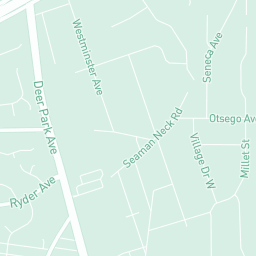 Westminster Ave
Seneca Ave
Deer Park Ave
Otsego Ave
Seaman Neck Rd
Village Dr W
Millet St
Ryder Ave